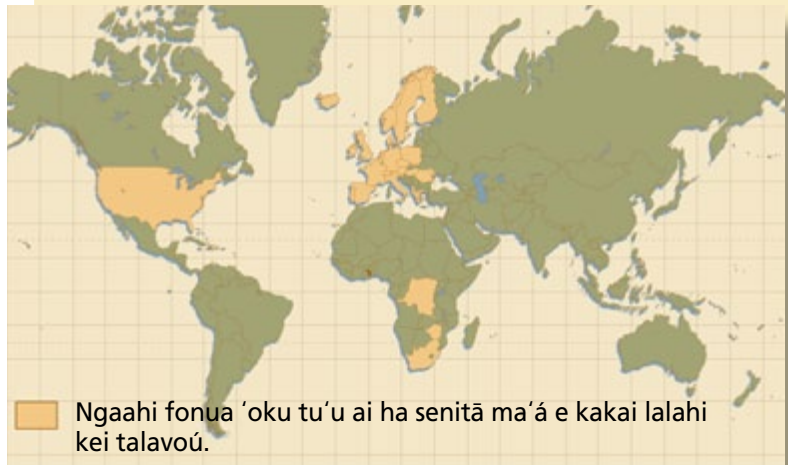 Ngaahi fonua ʻoku tuʻu ai ha senitā maʻá e kakai lalahi
kei talavoú.